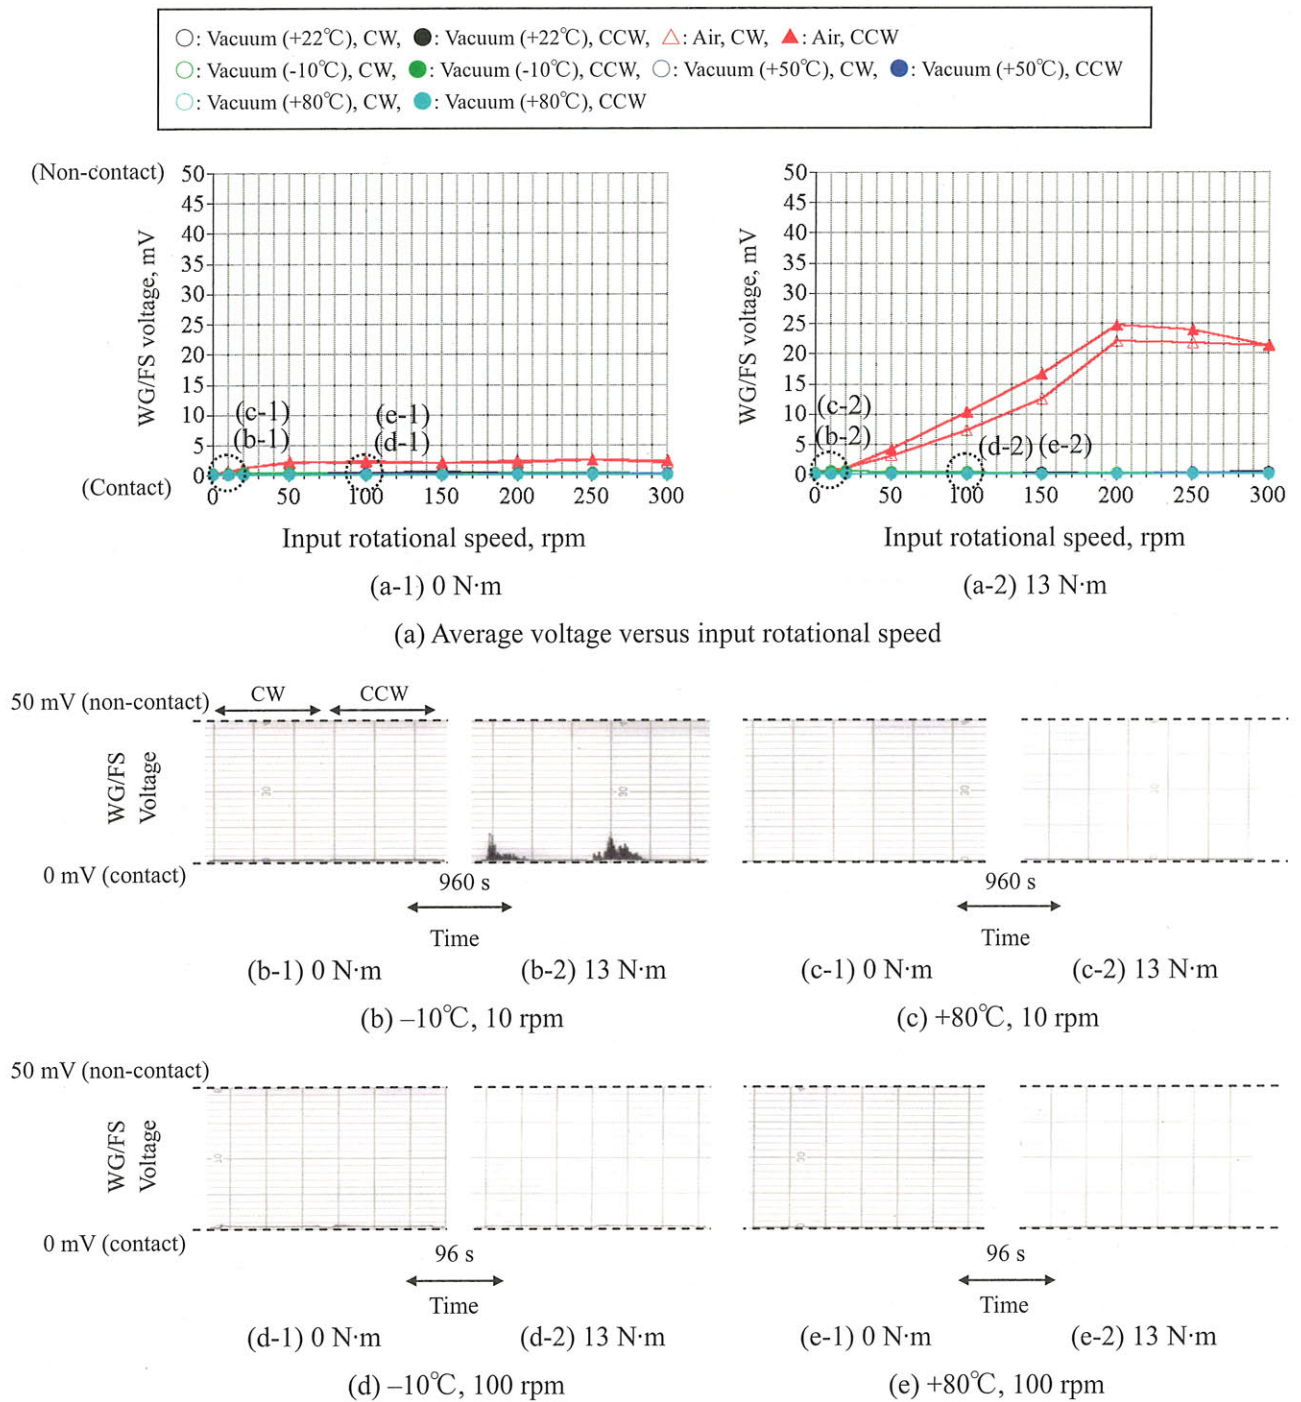 ○: Vacuum (+22℃), CW, ●: Vacuum (+22℃), CCW, △: Air, CW, ▲: Air, CCW
○: Vacuum (-10℃), CW, ●: Vacuum (-10℃), CCW, ○: Vacuum (+50℃), CW, ●: Vacuum (+50℃), CCW
○: Vacuum (+80℃), CW, ●: Vacuum (+80℃), CCW
(Non-contact)
WG/FS voltage, mV
50
45
40
35
30
25
20
15
10
5
0
(c-1)
(b-1)
(e-1)
(d-1)
(Contact)
0 50 100 150 200 250 300
Input rotational speed, rpm
(a-1) 0 N·m
WG/FS voltage, mV
50
45
40
35
30
25
20
15
10
5
0
(c-2)
(b-2)
(d-2) (e-2)
0 50 100 150 200 250 300
Input rotational speed, rpm
(a-2) 13 N·m
(a) Average voltage versus input rotational speed
50 mV (non-contact)
CW
CCW
WG/FS
Voltage
0 mV (contact)
960 s
Time
960 s
Time
(b-1) 0 N·m
(b-2) 13 N·m
(c-1) 0 N·m
(c-2) 13 N·m
(b) –10℃, 10 rpm
(c) +80℃, 10 rpm
50 mV (non-contact)
WG/FS
Voltage
0 mV (contact)
96 s
Time
96 s
Time
(d-1) 0 N·m
(d-2) 13 N·m
(e-1) 0 N·m
(e-2) 13 N·m
(d) –10℃, 100 rpm
(e) +80℃, 100 rpm